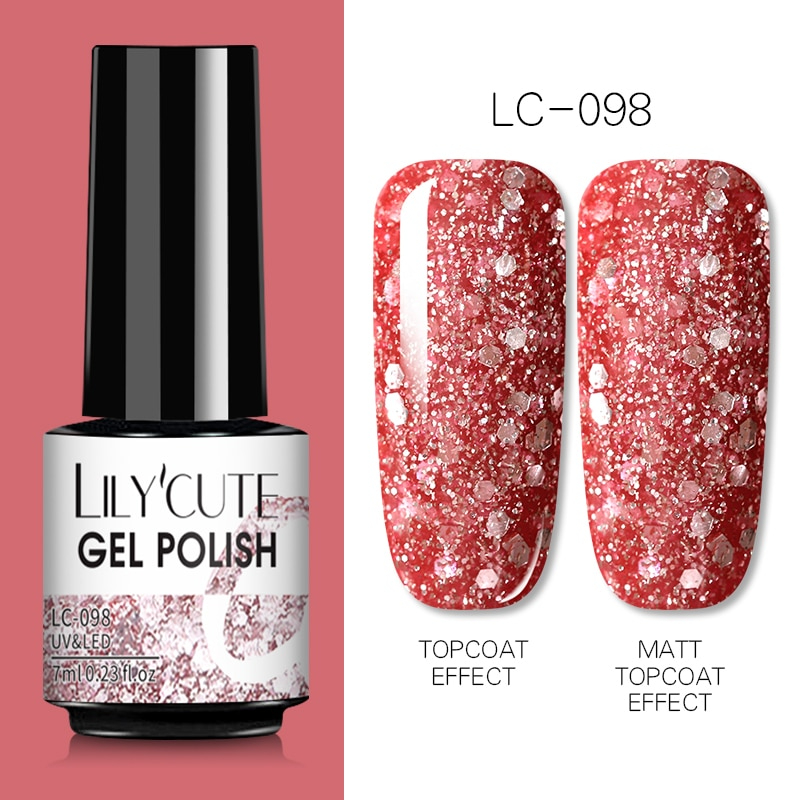 LILY'CUTE
GEL POLISH
LC-098
UV&LED
7ml 0.23 fl.oz
LC-098
TOPCOAT
EFFECT
MATT
TOPCOAT
EFFECT